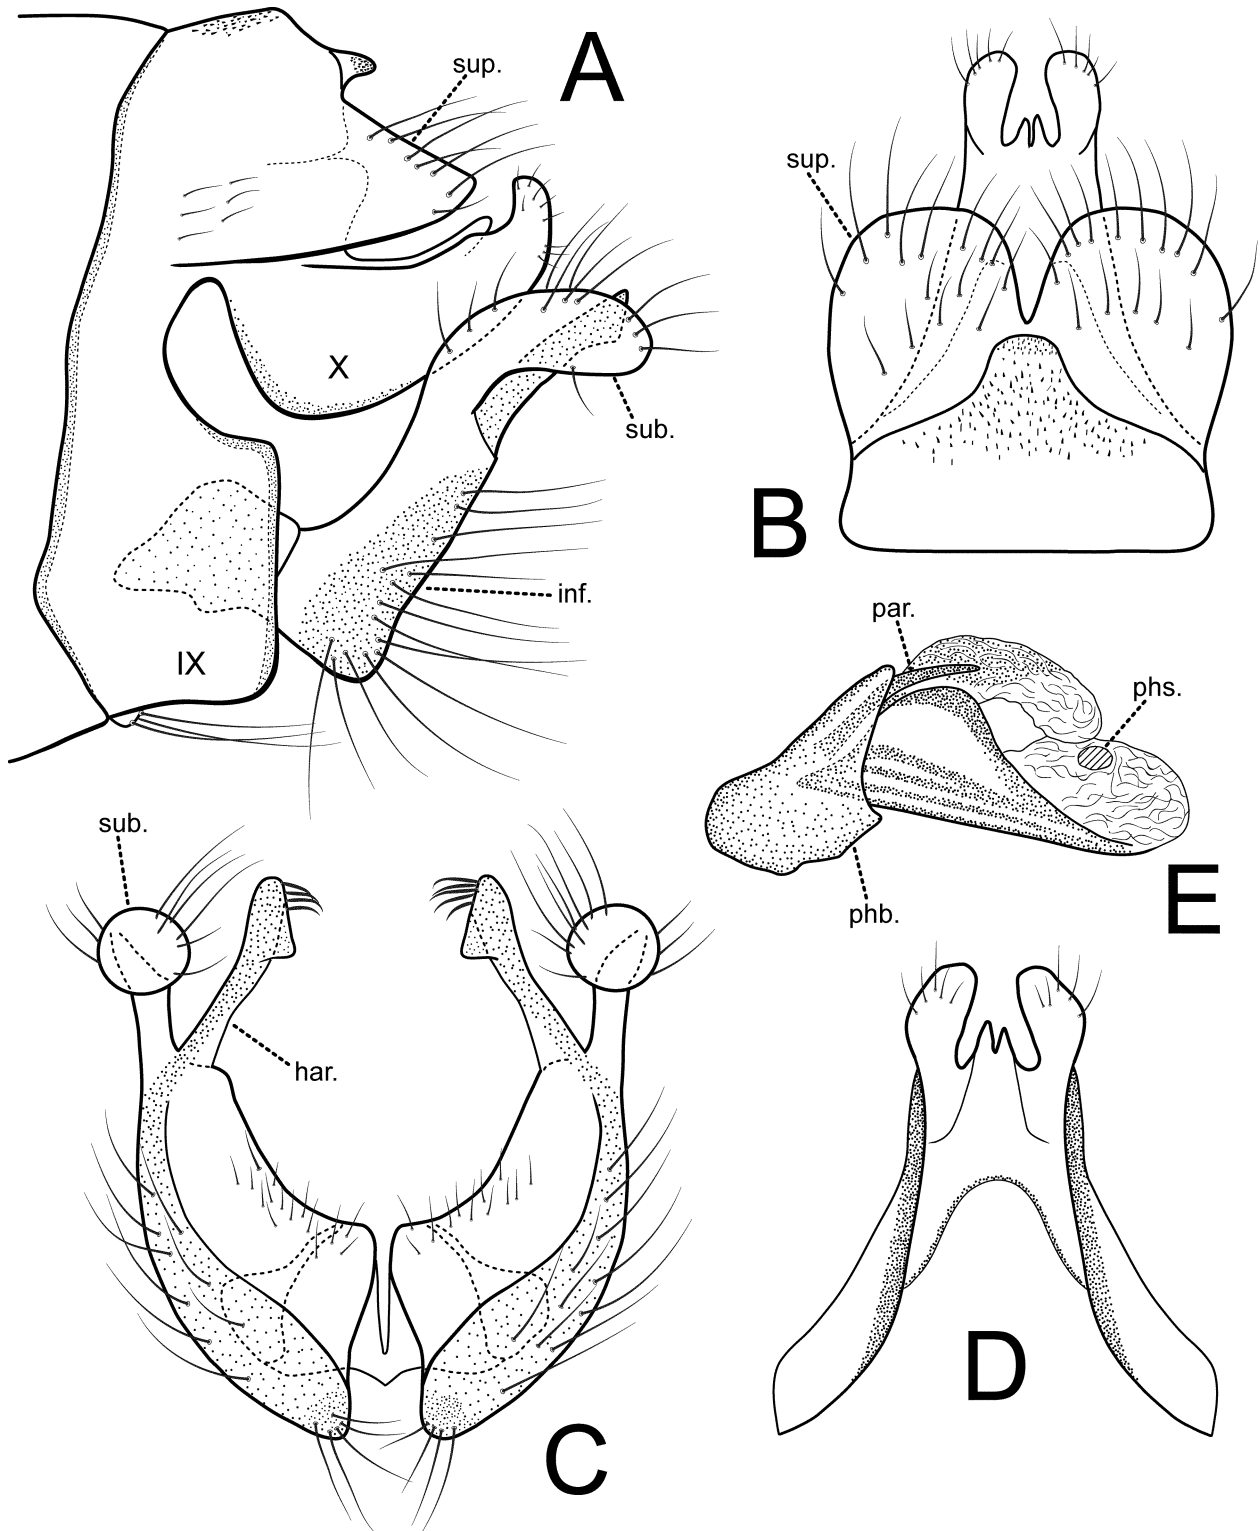 A
sup.
X
sub.
inf.
IX
B
sup.
par.
phs.
phb.
E
sub.
har.
C
D